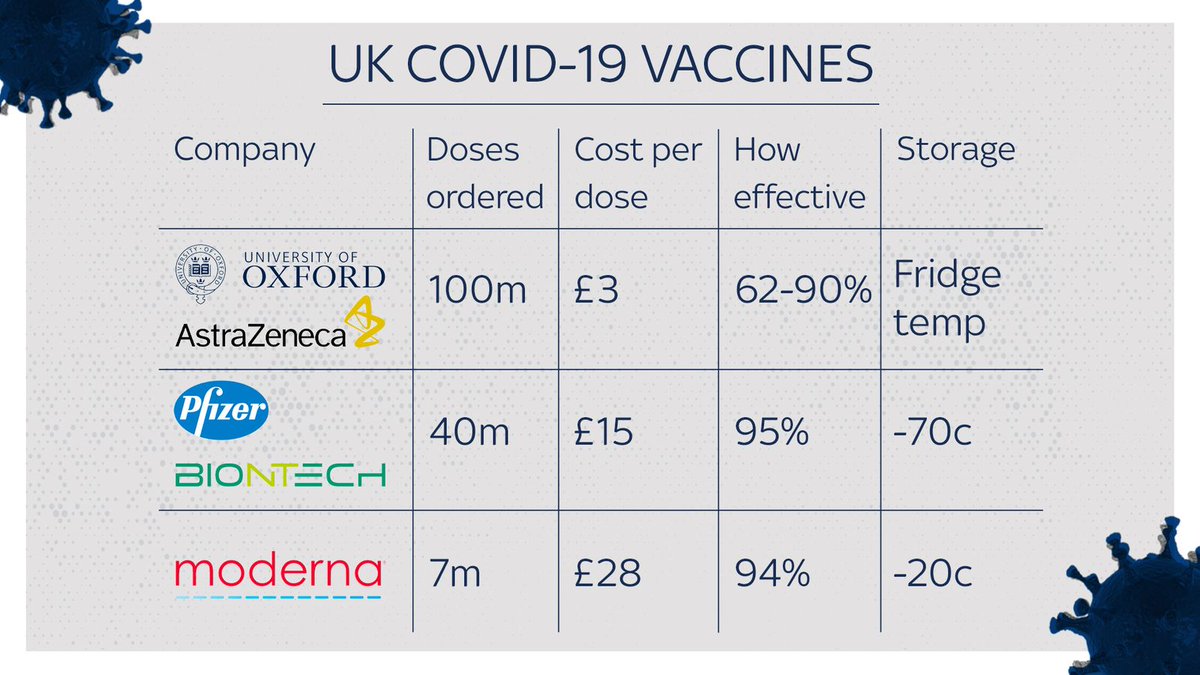 UK COVID-19 VACCINES
Company
Doses
ordered
Cost per
dose
How
effective
Storage
UNIVERSITY OF
OXFORD
AstraZeneca
100m
£3
62-90%
Fridge
temp
Pfizer
BIONTECH
40m
£15
95%
-70c
moderna
7m
£28
94%
-20c